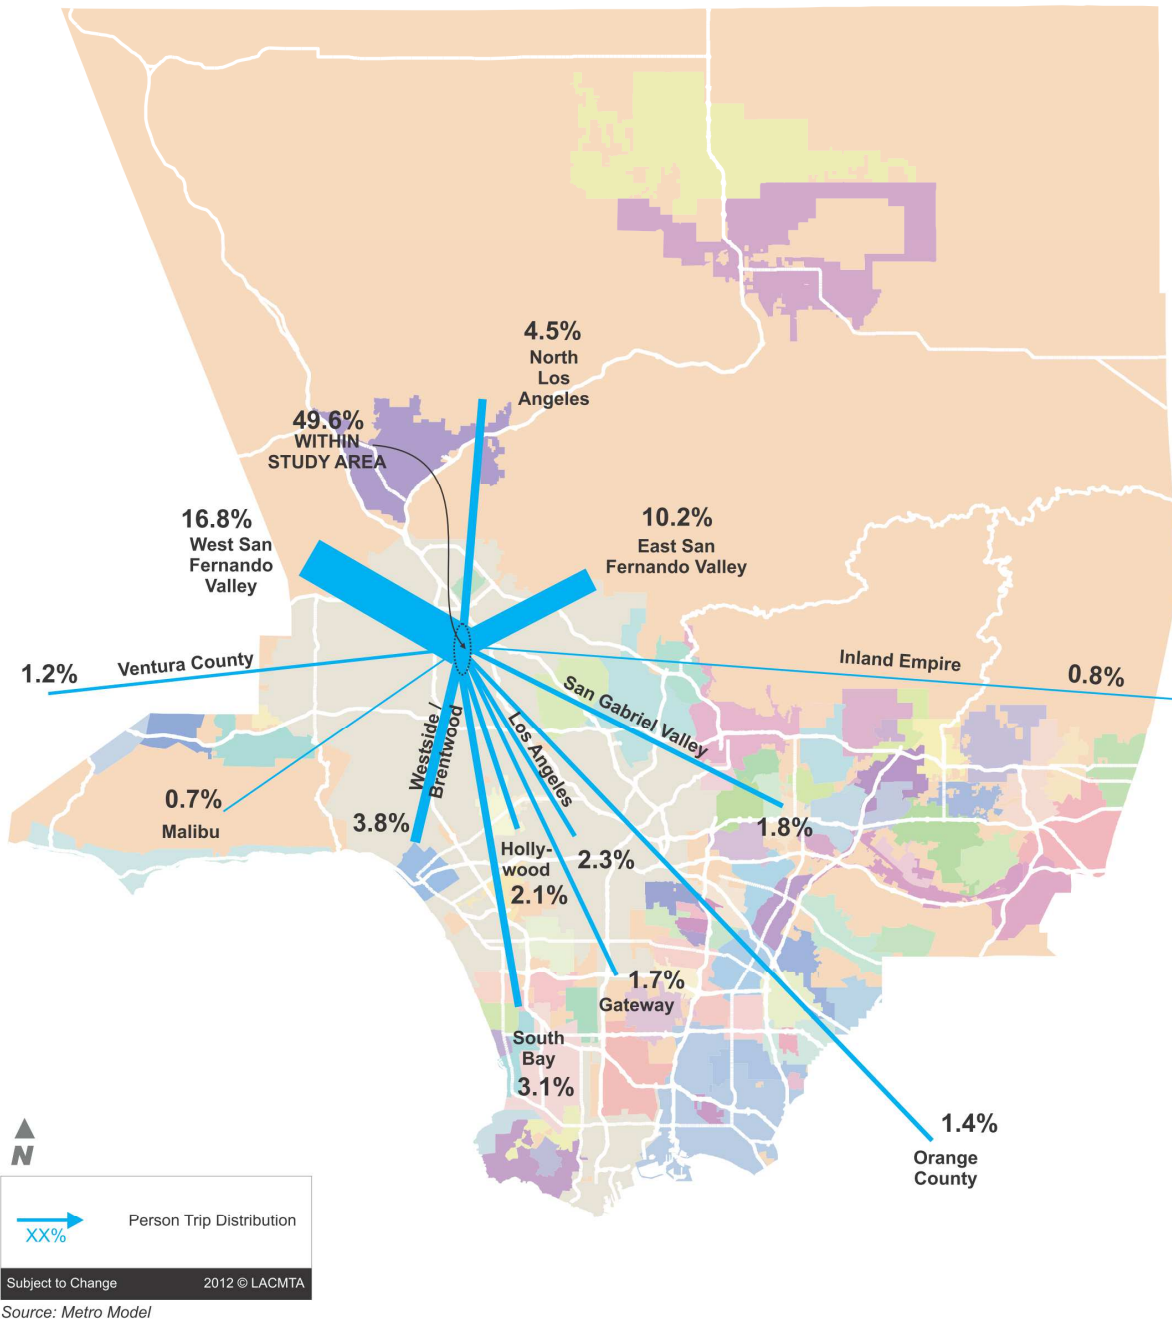 4.5%
North
Los
Angeles
49.6%
WITHIN
STUDY AREA
16.8%
West San
Fernando
Valley
10.2%
East San
Fernando Valley
1.2%
Ventura County
Inland Empire
0.8%
San Gabriel Valley
1.8%
Westside /
Brentwood
3.8%
Los Angeles
2.3%
0.7%
Malibu
Holly-
wood
2.1%
1.7%
Gateway
South
Bay
3.1%
1.4%
Orange
County
N
XX%
Person Trip Distribution
Subject to Change
2012 © LACMTA
Source: Metro Model